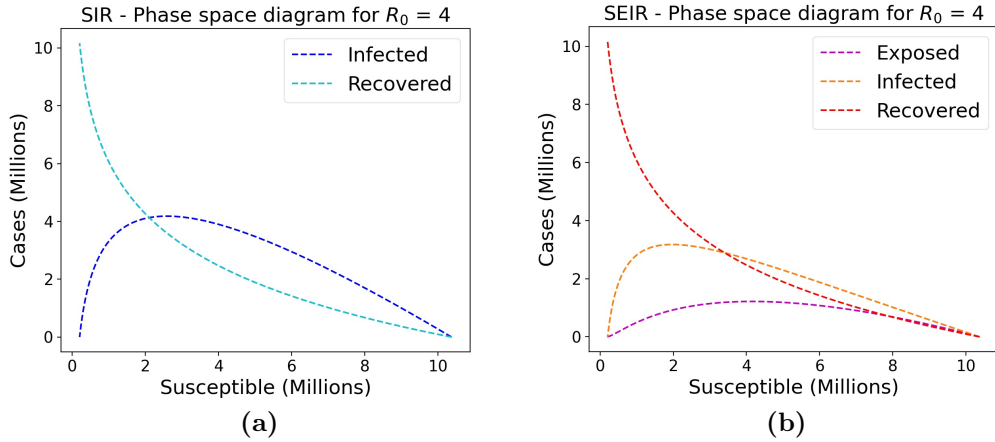 SIR - Phase space diagram for R₀ = 4
Cases (Millions)
10
8
6
4
2
0
Infected
Recovered
0 2 4 6 8 10
Susceptible (Millions)
(a)
SEIR - Phase space diagram for R₀ = 4
Cases (Millions)
10
8
6
4
2
0
Exposed
Infected
Recovered
0 2 4 6 8 10
Susceptible (Millions)
(b)